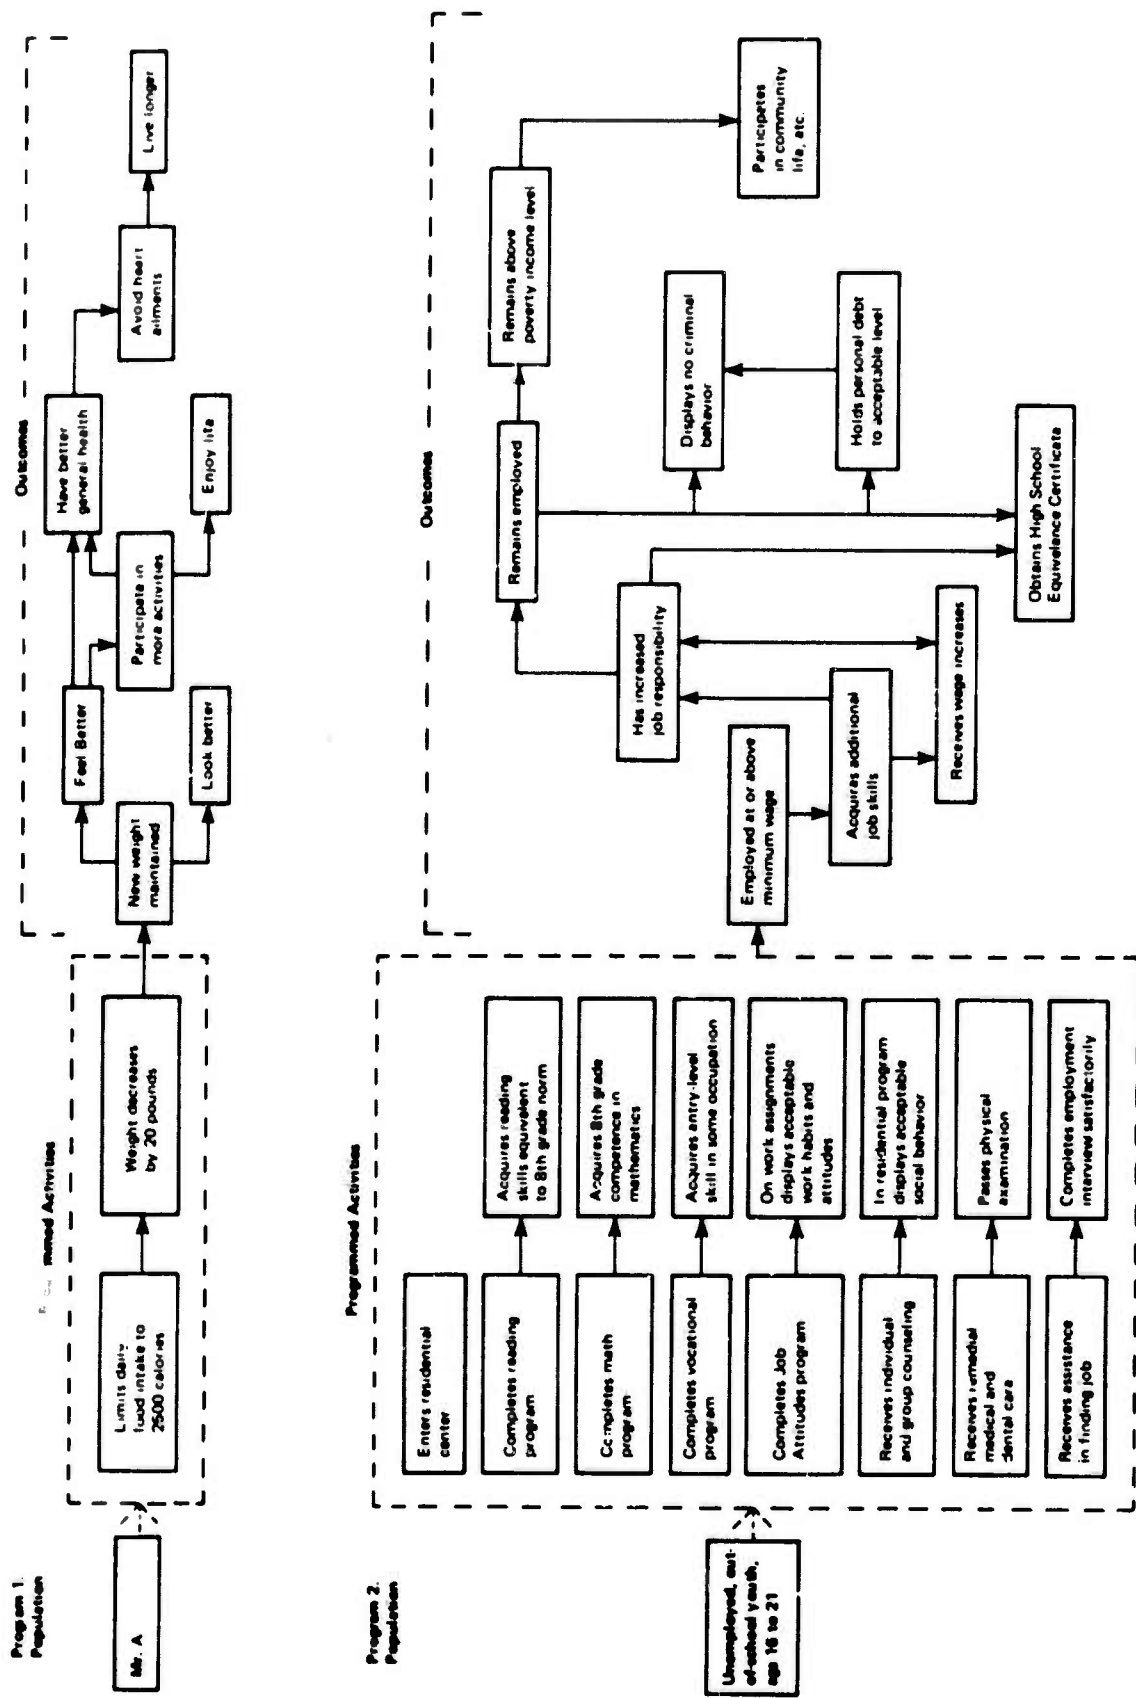 Program 1.
Population
Mr. A
Limits daily
food intake to
2500 calories
Weight decreases
by 20 pounds
mmed Activities
Outcomes
New weight
maintained
Feel Better
Look better
Participate in
more activities
Have better
general health
Enjoy life
Avoid heart
ailments
Live longer
Program 2.
Population
Unemployed, out-
of-school youth,
age 16 to 21
Programmed Activities
Enters residential
center
Completes reading
program
Acquires reading
skills equivalent
to 8th grade norm
Completes math
program
Acquires 8th grade
competence in
mathematics
Completes vocational
program
Acquires entry-level
skill in some occupation
Completes Job
Attitudes program
On work assignments
displays acceptable
work habits and
attitudes
Receives individual
and group counseling
In residential program
displays acceptable
social behavior
Receives remedial
medical and
dental care
Passes physical
examination
Receives assistance
in finding job
Completes employment
interview satisfactorily
Outcomes
Employed at or above
minimum wage
Acquires additional
job skills
Has increased
job responsibility
Receives wage increases
Remains employed
Obtains High School
Equivalence Certificate
Displays no criminal
behavior
Holds personal debt
to acceptable level
Remains above
poverty income level
Participates
in community
life, etc.